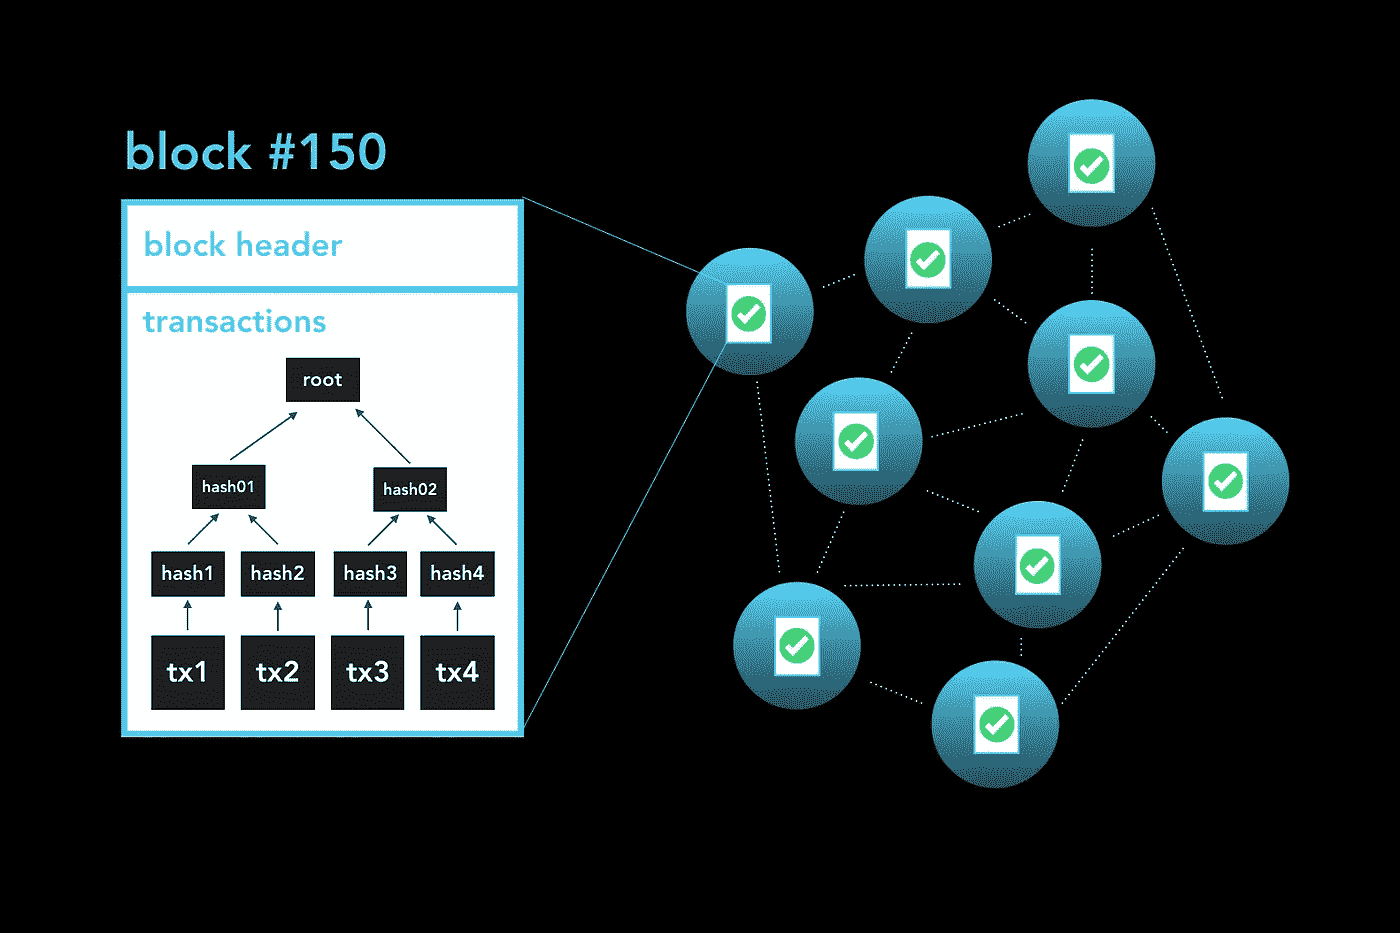 block #150
block header
transactions
root
hash01
hash02
hash1 hash2 hash3 hash4
tx1 tx2 tx3 tx4